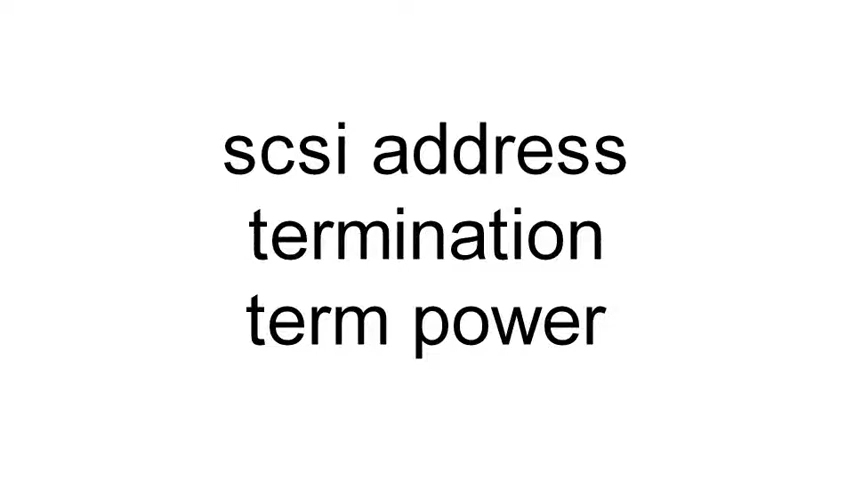 scsi address
termination
term power